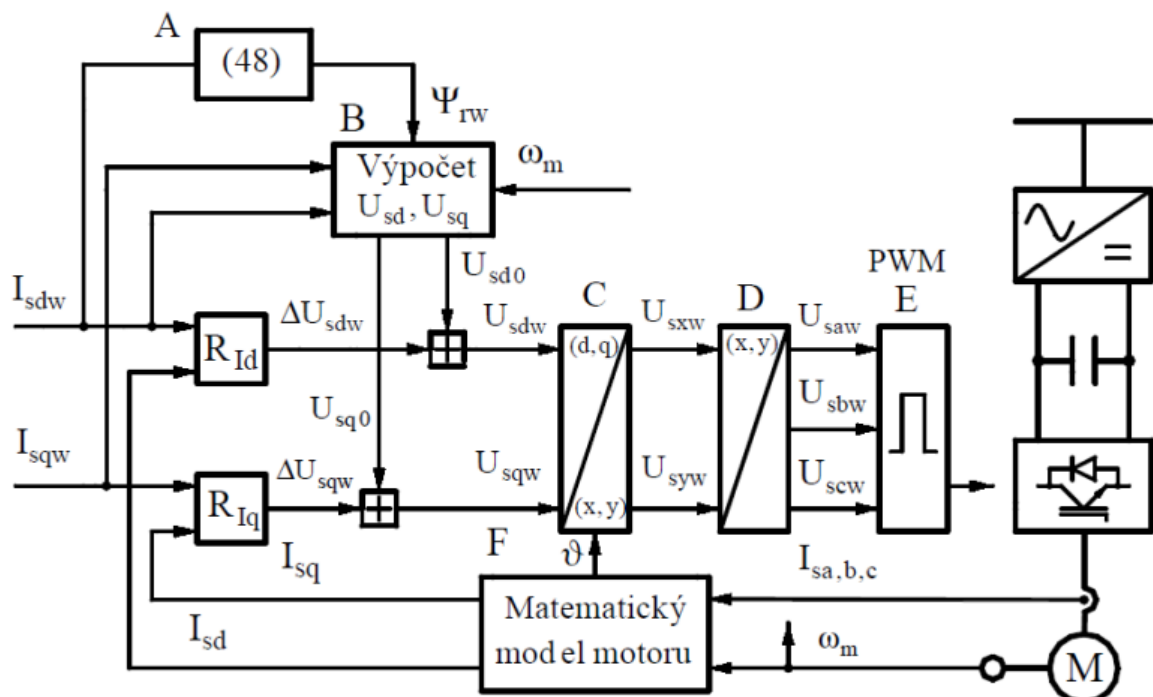 A
(48)
Ψrw
B
Výpočet
Usd, Usq
ωm
Usd0
PWM
Isdw
ΔUsdw
Usdw
C
Usxw
D
Usaw
E
RId
(d,q)
(x,y)
Usq0
Usbw
Isqw
ΔUsqw
Usqw
Usyw
Uscw
RIq
(x,y)
F
ϑ
Isq
Isa,b,c
Matematický
model motoru
Isd
ωm
M